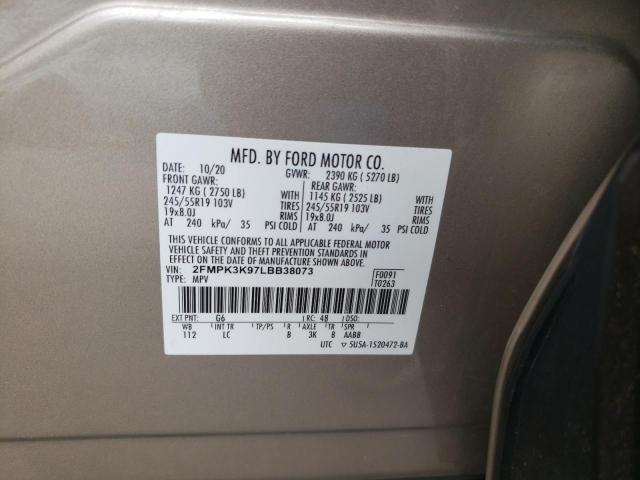 MFD. BY FORD MOTOR CO.
DATE: 10/20 GVWR: 2390 KG ( 5270 LB)
FRONT GAWR: REAR GAWR:
1247 KG ( 2750 LB) WITH 1145 KG ( 2525 LB) WITH
245/55R19 103V TIRES 245/55R19 103V TIRES
19x8.0J RIMS 19x8.0J RIMS
AT 240 kPa/ 35 PSI COLD AT 240 kPa/ 35 PSI COLD
THIS VEHICLE CONFORMS TO ALL APPLICABLE FEDERAL MOTOR
VEHICLE SAFETY AND THEFT PREVENTION STANDARDS IN
EFFECT ON THE DATE OF MANUFACTURE SHOWN ABOVE.
VIN: 2FMPK3K97LBB38073 F0091
TYPE: MPV T0263
EXT PNT: G6 RC: 48 DSO:
WB INT TR TP/PS R AXLE TR SPR
112 LC B 3K 8 AABB
UTC ▽ 5U5A-1520472-BA